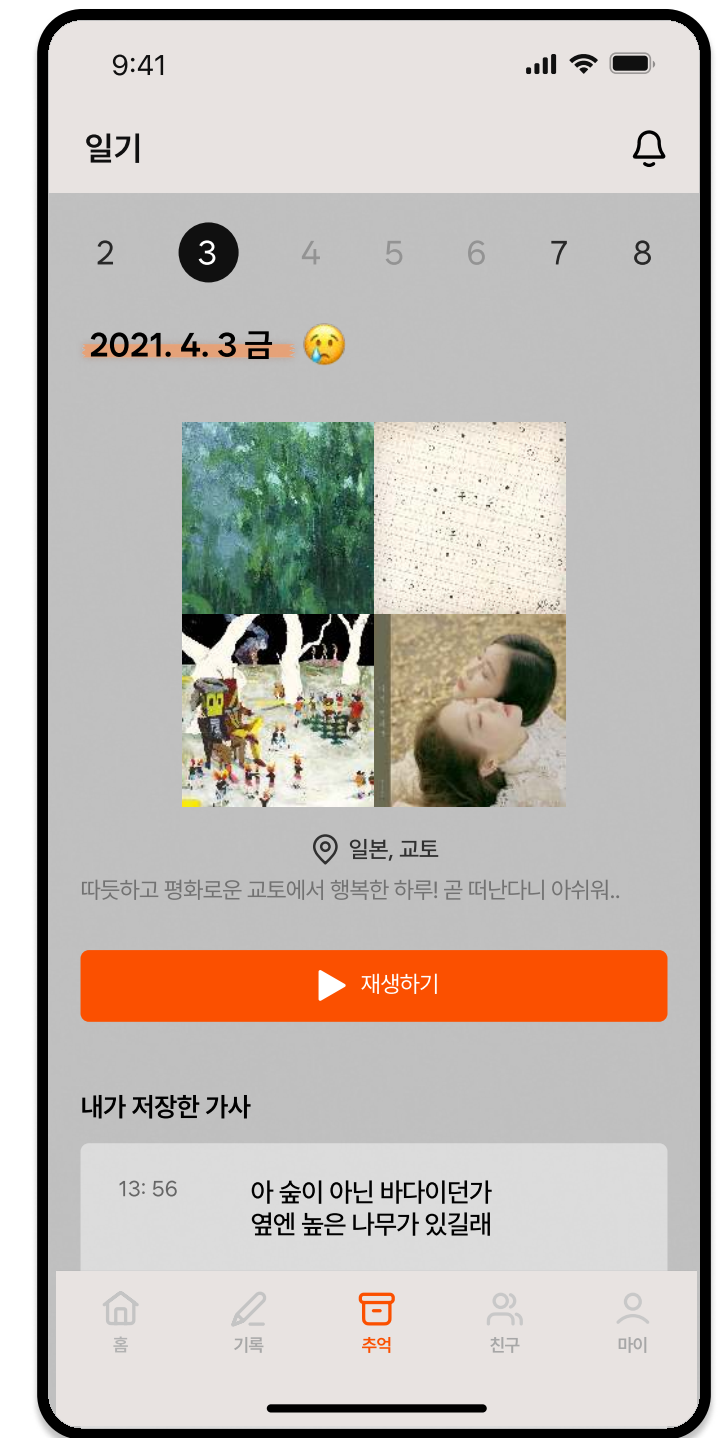 9:41
일기
2 3 4 5 6 7 8
2021. 4. 3 금
일본, 교토
따듯하고 평화로운 교토에서 행복한 하루! 곧 떠난다니 아쉬워..
재생하기
내가 저장한 가사
13: 56
아 숲이 아닌 바다이던가
옆엔 높은 나무가 있길래
홈 기록 추억 친구 마이